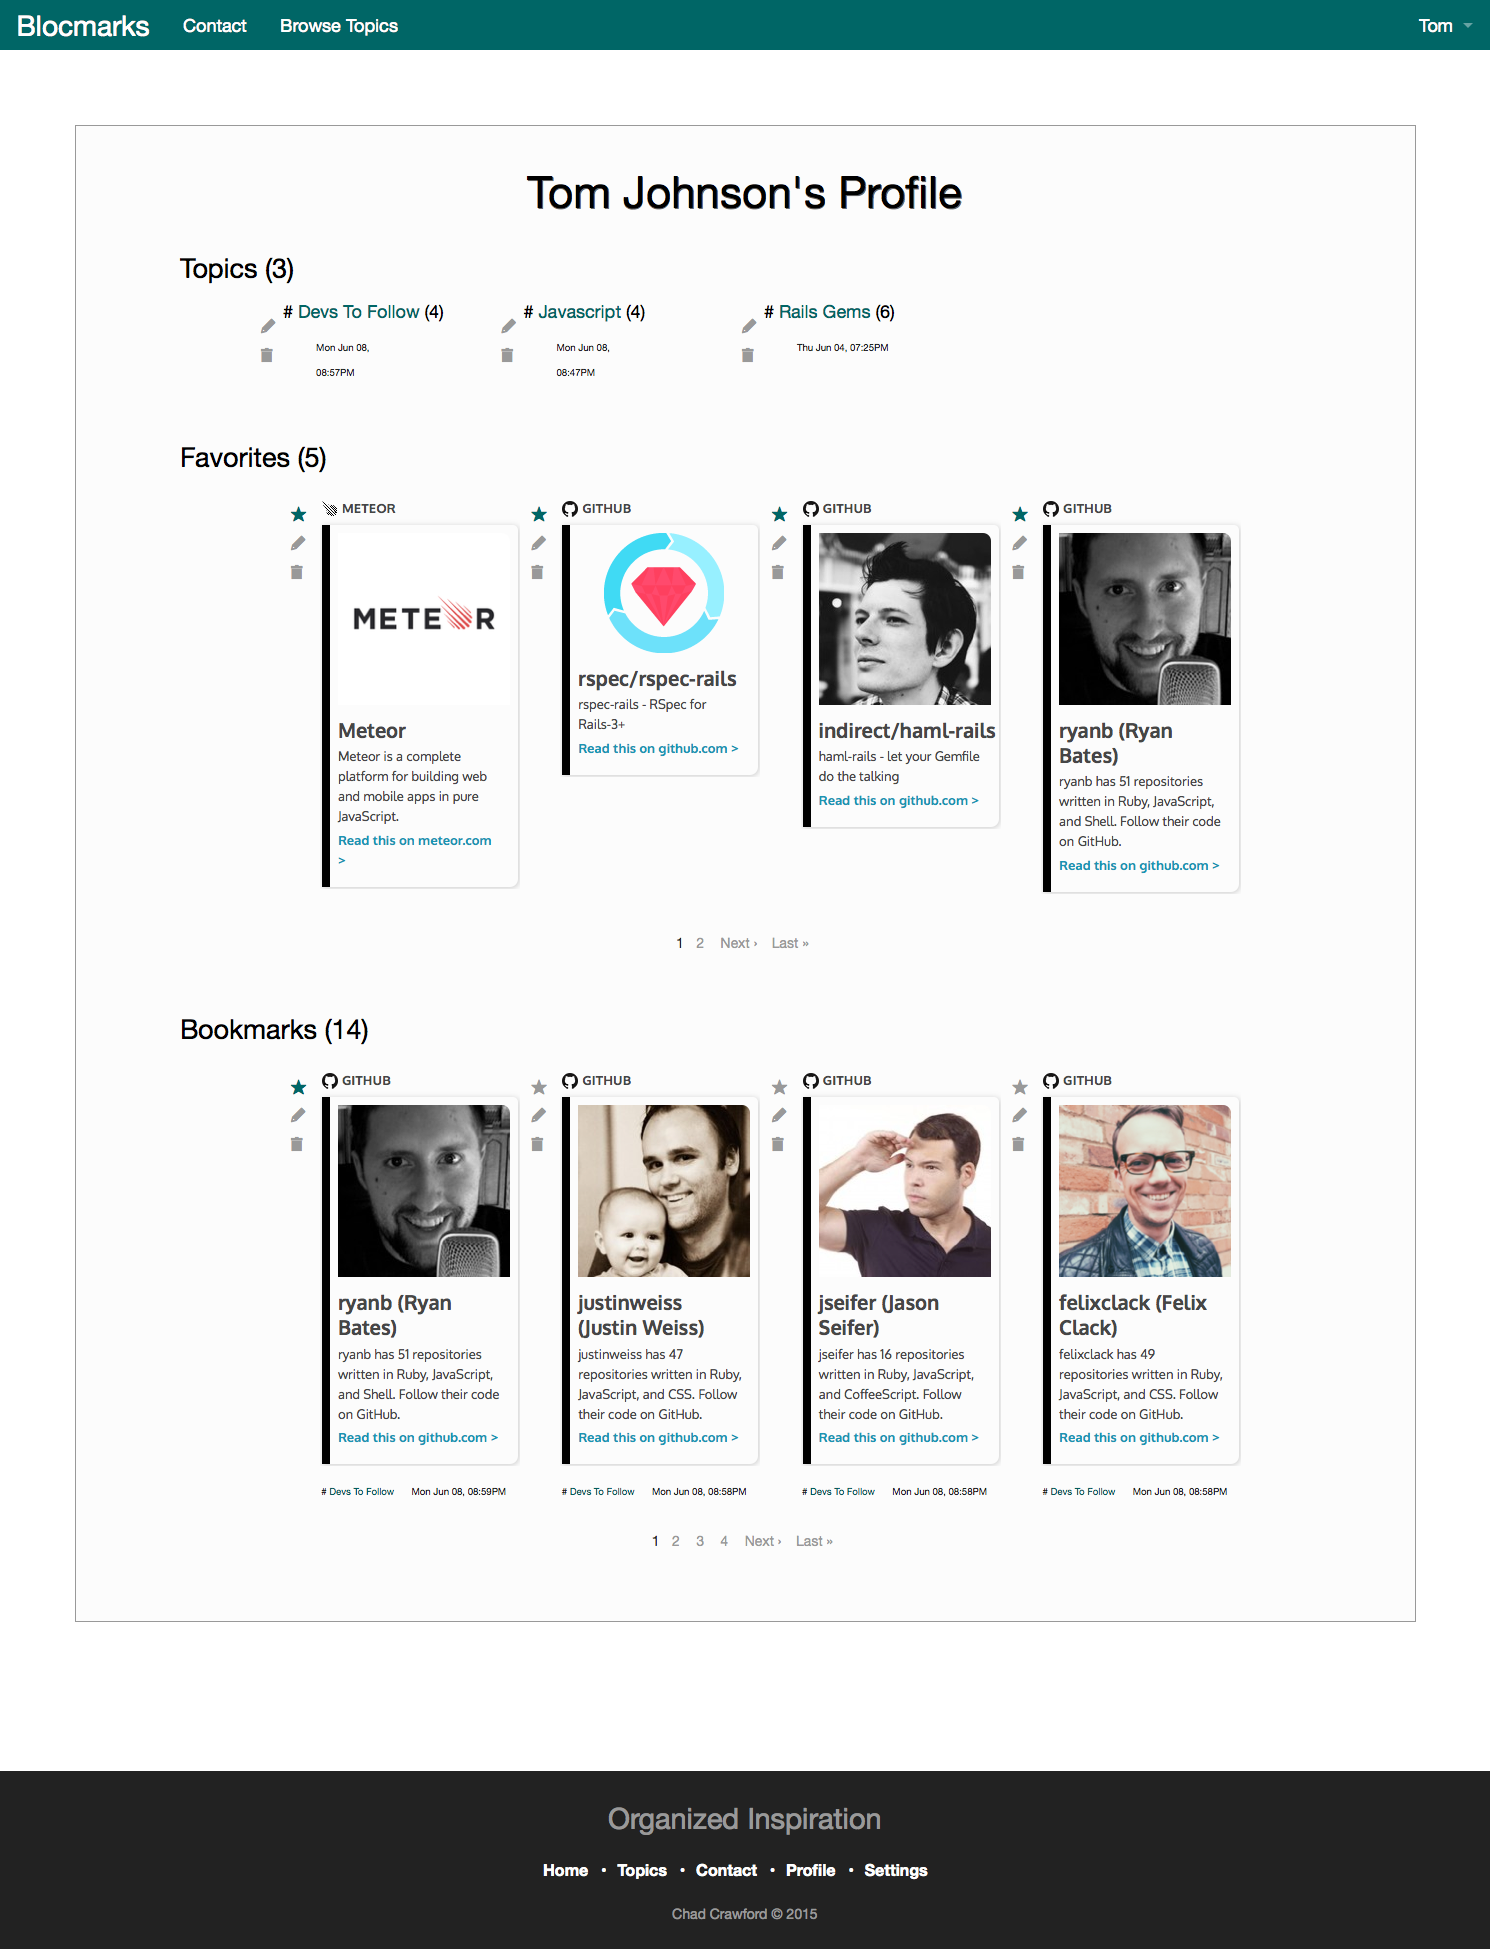 Blocmarks Contact Browse Topics Tom
Tom Johnson's Profile
Topics (3)
# Devs To Follow (4)
Mon Jun 08,
08:57PM
# Javascript (4)
Mon Jun 08,
08:47PM
# Rails Gems (6)
Thu Jun 04, 07:25PM
Favorites (5)
METEOR
METEOR
Meteor
Meteor is a complete
platform for building web
and mobile apps in pure
JavaScript.
Read this on meteor.com
>
GITHUB
rspec/rspec-rails
rspec-rails - RSpec for
Rails-3+
Read this on github.com >
GITHUB
indirect/haml-rails
haml-rails - let your Gemfile
do the talking
Read this on github.com >
GITHUB
ryanb (Ryan
Bates)
ryanb has 51 repositories
written in Ruby, JavaScript,
and Shell. Follow their code
on GitHub.
Read this on github.com >
1 2 Next › Last »
Bookmarks (14)
GITHUB
ryanb (Ryan
Bates)
ryanb has 51 repositories
written in Ruby, JavaScript,
and Shell. Follow their code
on GitHub.
Read this on github.com >
# Devs To Follow Mon Jun 08, 08:59PM
GITHUB
justinweiss
(Justin Weiss)
justinweiss has 47
repositories written in Ruby,
JavaScript, and CSS. Follow
their code on GitHub.
Read this on github.com >
# Devs To Follow Mon Jun 08, 08:58PM
GITHUB
jseifer (Jason
Seifer)
jseifer has 16 repositories
written in Ruby, JavaScript,
and CoffeeScript. Follow
their code on GitHub.
Read this on github.com >
# Devs To Follow Mon Jun 08, 08:58PM
GITHUB
felixclack (Felix
Clack)
felixclack has 49
repositories written in Ruby,
JavaScript, and CSS. Follow
their code on GitHub.
Read this on github.com >
# Devs To Follow Mon Jun 08, 08:58PM
1 2 3 4 Next › Last »
Organized Inspiration
Home • Topics • Contact • Profile • Settings
Chad Crawford © 2015